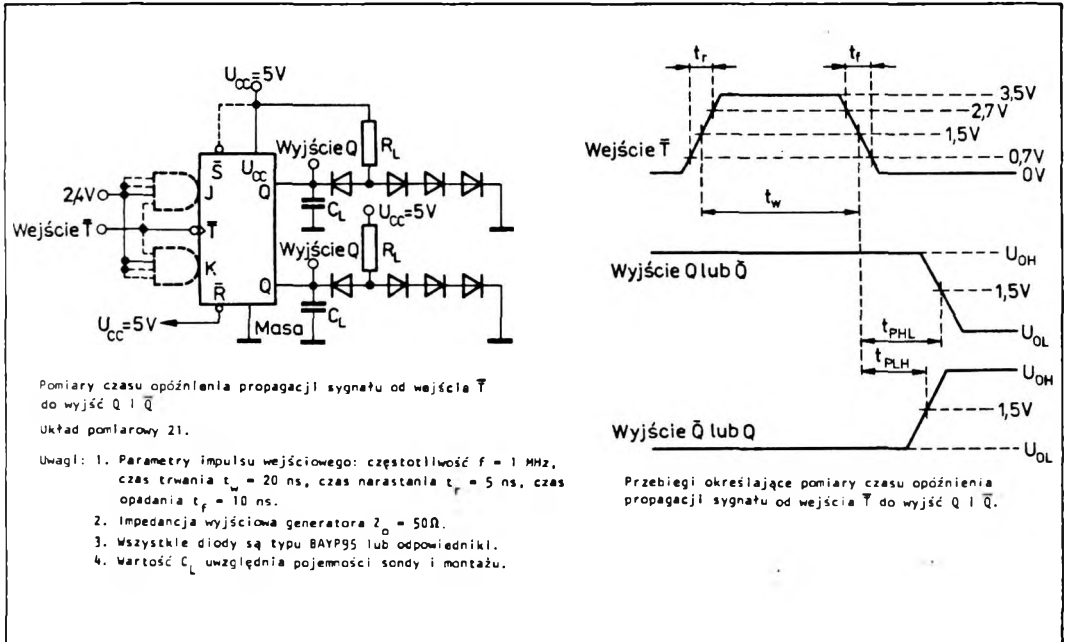 U_CC=5V
Wyjście Q
R_L
S̄
U_CC
2,4V
J
Q
C_L
U_CC=5V
Wejście T̄
T̄
Wyjście Q
R_L
K
Q
R̄
C_L
U_CC=5V
Masa
Pomiary czasu opóźnienia propagacji sygnału od wejścia T̄
do wyjść Q i Q̄
Układ pomiarowy 21.
Uwagi: 1. Parametry impulsu wejściowego: częstotliwość f = 1 MHz,
czas trwania t_w = 20 ns, czas narastania t_r = 5 ns, czas
opadania t_f = 10 ns.
2. Impedancja wyjściowa generatora Z_o = 50Ω.
3. Wszystkie diody są typu BAYP95 lub odpowiedniki.
4. Wartość C_L uwzględnia pojemności sondy i montażu.
t_r
t_f
3,5V
2,7V
1,5V
Wejście T̄
0,7V
0V
t_w
U_OH
Wyjście Q lub Q̄
1,5V
t_PHL
U_OL
t_PLH
U_OH
1,5V
Wyjście Q̄ lub Q
U_OL
Przebiegi określające pomiary czasu opóźnienia
propagacji sygnału od wejścia T̄ do wyjść Q i Q̄.